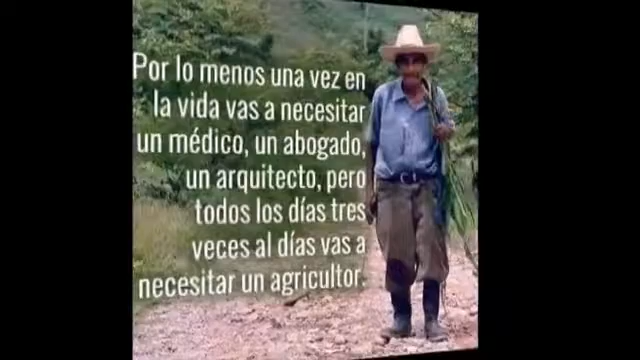 Por lo menos una vez en
la vida vas a necesitar
un médico, un abogado,
un arquitecto, pero
todos los días tres
veces al días vas a
necesitar un agricultor.